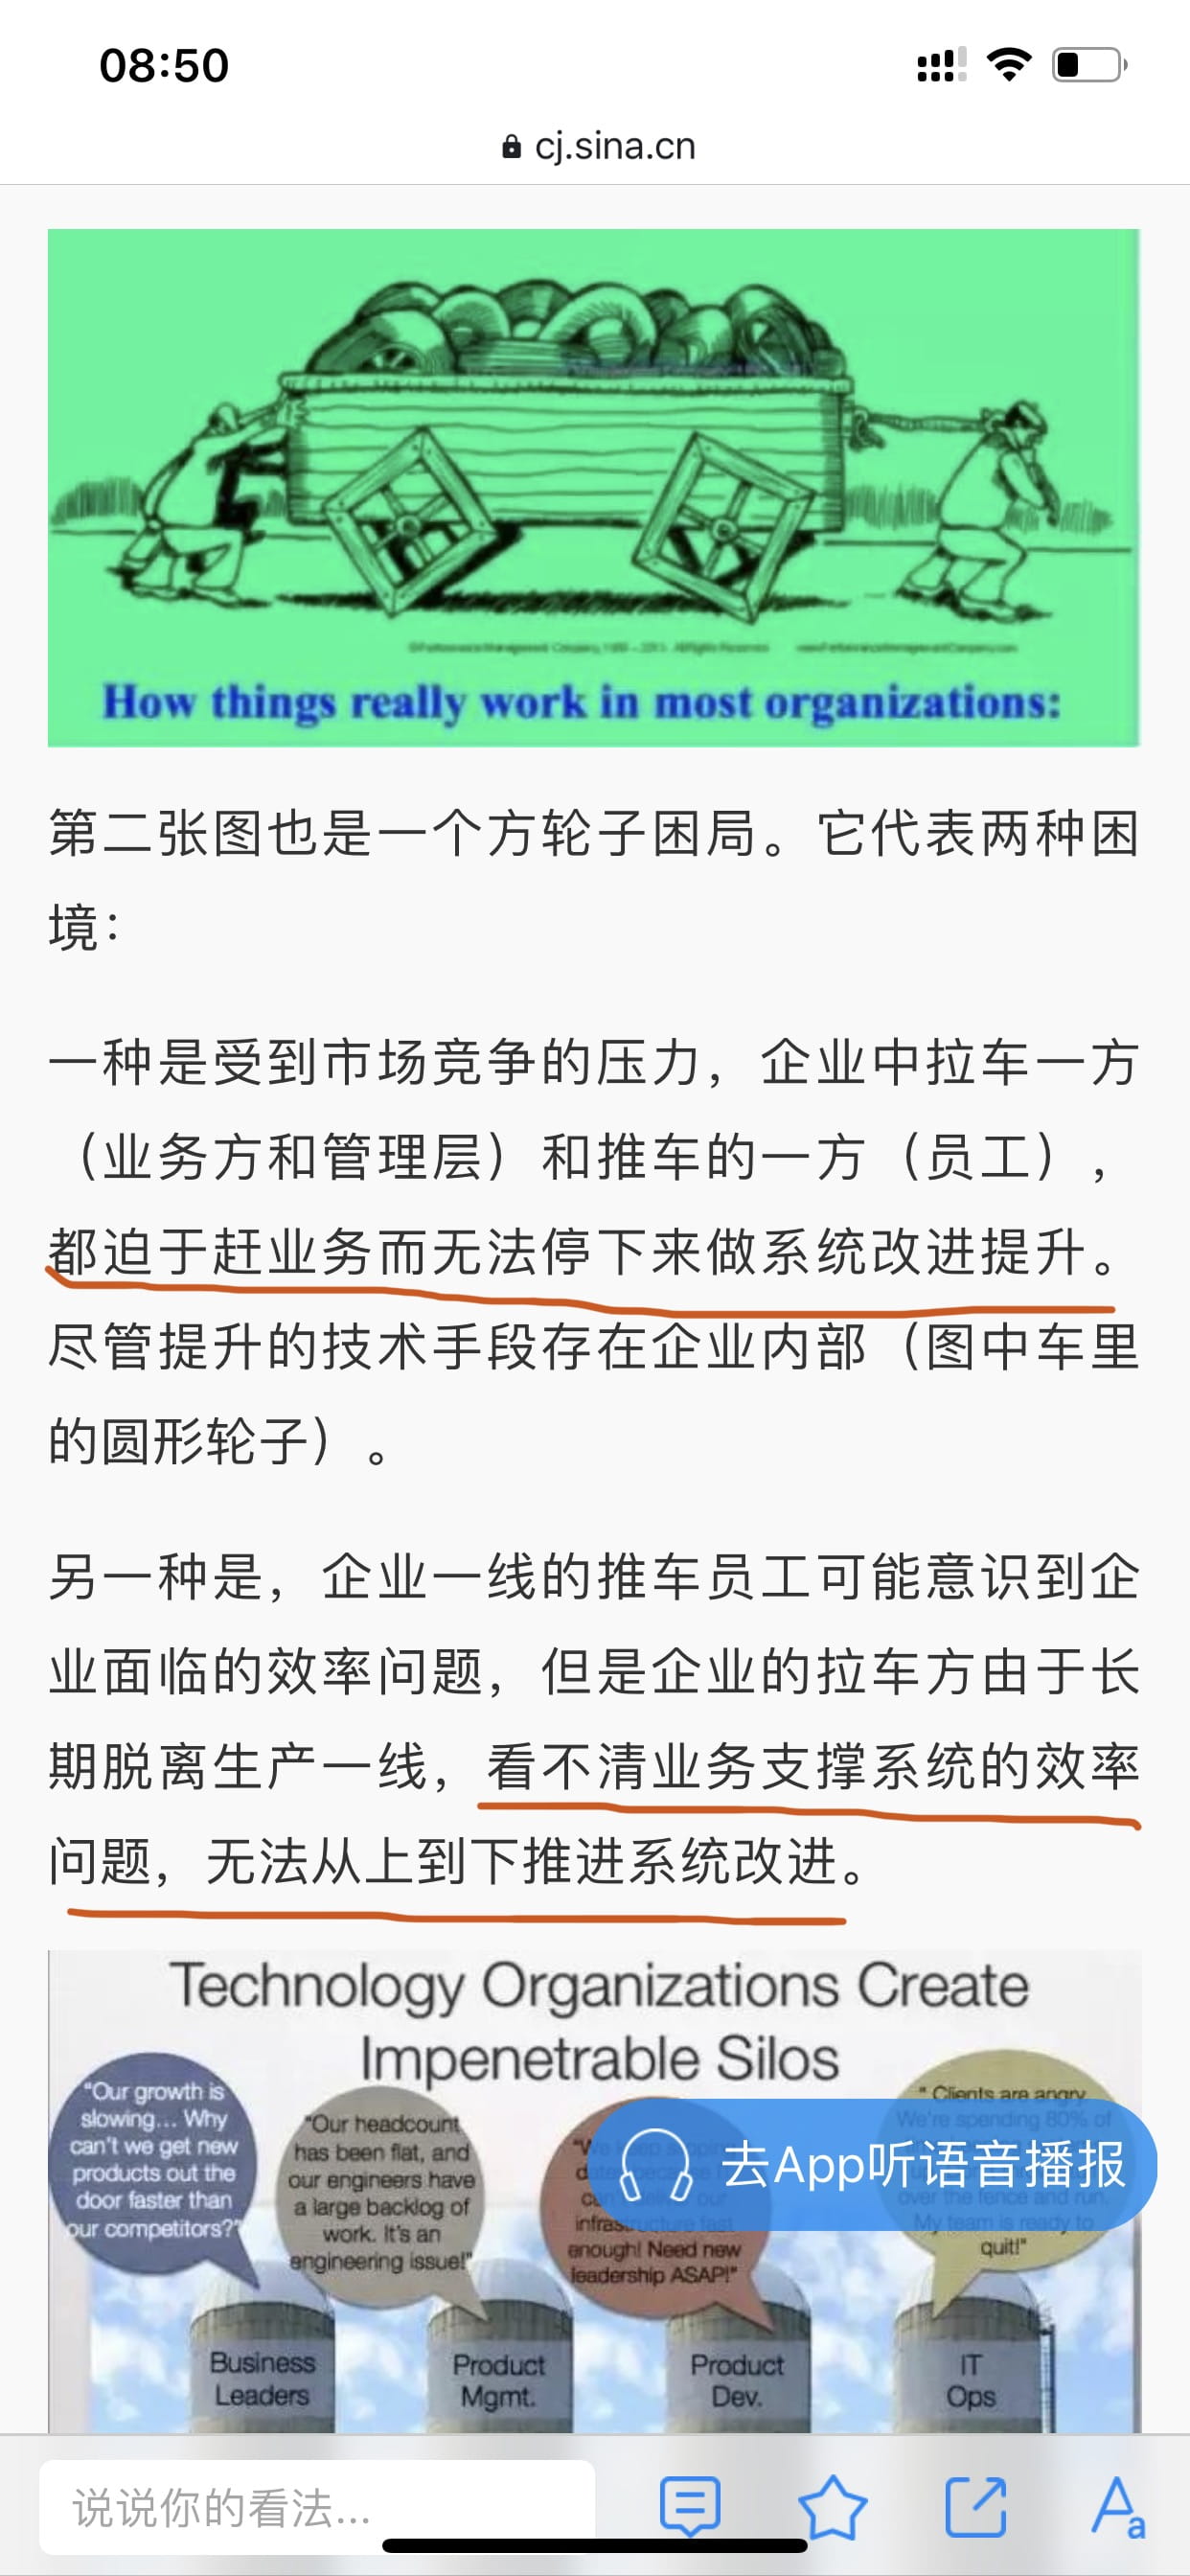 08:50
cj.sina.cn
How things really work in most organizations:
第二张图也是一个方轮子困局。它代表两种困
境：
一种是受到市场竞争的压力，企业中拉车一方
（业务方和管理层）和推车的一方（员工），
都迫于赶业务而无法停下来做系统改进提升。
尽管提升的技术手段存在企业内部（图中车里
的圆形轮子）。
另一种是，企业一线的推车员工可能意识到企
业面临的效率问题，但是企业的拉车方由于长
期脱离生产一线，看不清业务支撑系统的效率
问题，无法从上到下推进系统改进。
Technology Organizations Create
Impenetrable Silos
"Our growth is
slowing... Why
can't we get new
products out the
door faster than
our competitors?"
"Our headcount
has been flat, and
our engineers have
a large backlog of
work. It's an
engineering issue!"
infrastructure fast
enough! Need new
leadership ASAP!"
" Clients are angry.
We're spending 80% of
over the fence and run.
My team is ready to
quit!"
去App听语音播报
Business
Leaders
Product
Mgmt.
Product
Dev.
IT
Ops
说说你的看法...